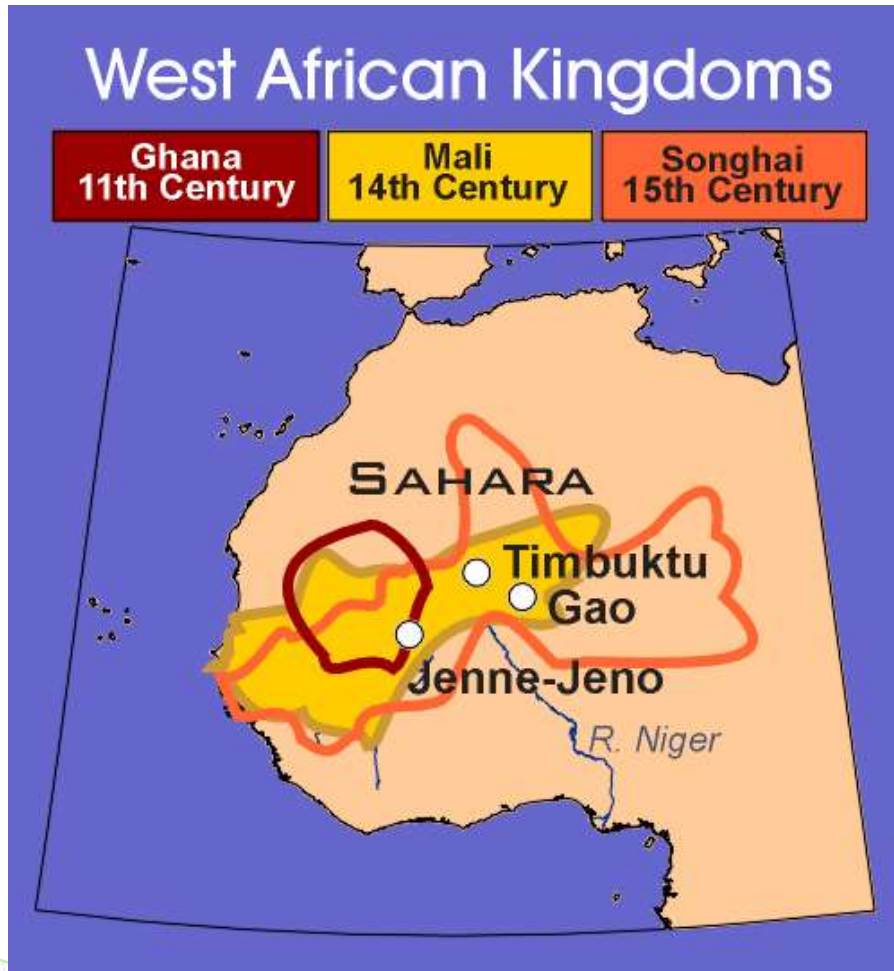 West African Kingdoms
Ghana
11th Century
Mali
14th Century
Songhai
15th Century
SAHARA
Timbuktu
Gao
Jenne-Jeno
R. Niger